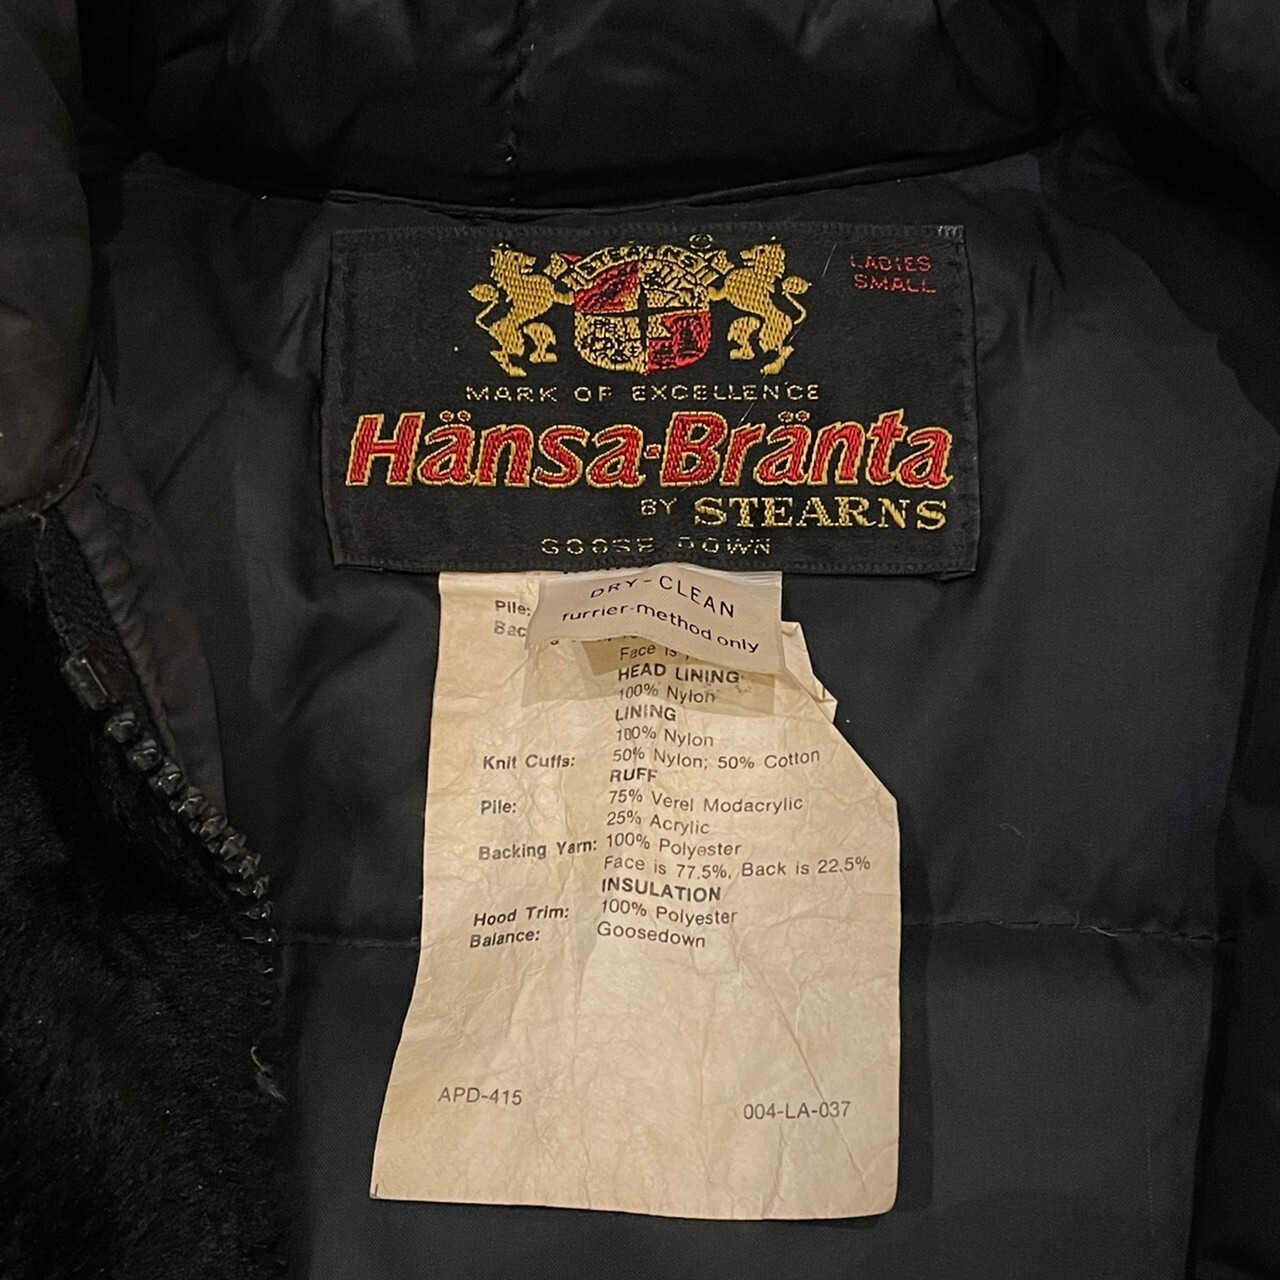 STEARNS
LADIES
SMALL
MARK OF EXCELLENCE
Hänsa-Bränta
BY STEARNS
GOOSE DOWN
DRY-CLEAN
furrier-method only
Pile:
Face is
HEAD LINING
100% Nylon
LINING
100% Nylon
Knit Cuffs: 50% Nylon; 50% Cotton
RUFF
Pile: 75% Verel Modacrylic
25% Acrylic
Backing Yarn: 100% Polyester
Face is 77.5%, Back is 22.5%
INSULATION
Hood Trim: 100% Polyester
Balance: Goosedown
APD-415 004-LA-037